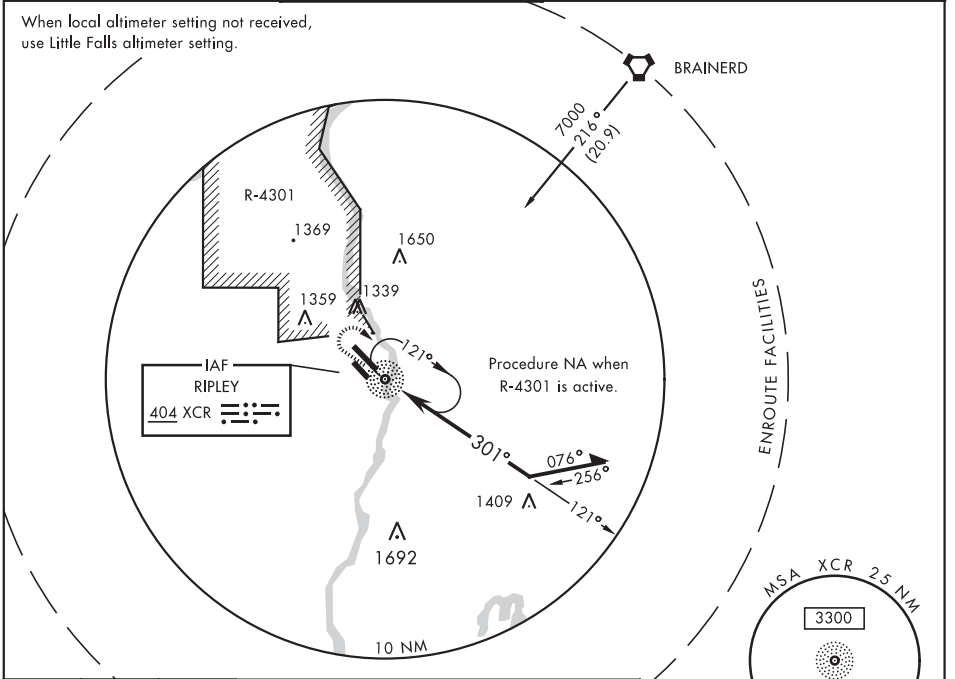 When local altimeter setting not received,
use Little Falls altimeter setting.
BRAINERD
7000
216°
(20.9)
R-4301
1369
1650
1359
1339
121°
Procedure NA when
R-4301 is active.
IAF
RIPLEY
404 XCR
ENROUTE FACILITIES
301°
076°
256°
1409
121°
1692
10 NM
MSA XCR 25 NM
3300